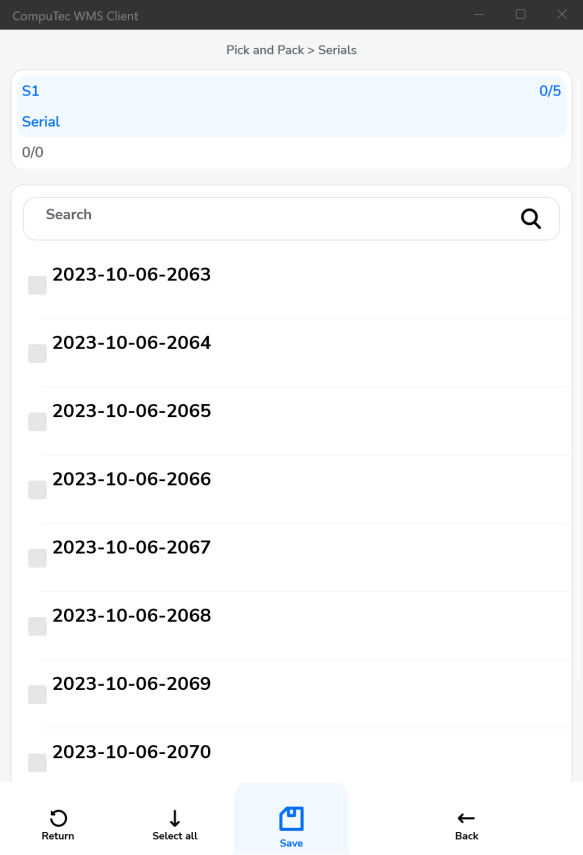 CompuTec WMS Client
Pick and Pack > Serials
S1 0/5
Serial
0/0
Search
2023-10-06-2063
2023-10-06-2064
2023-10-06-2065
2023-10-06-2066
2023-10-06-2067
2023-10-06-2068
2023-10-06-2069
2023-10-06-2070
Return Select all Save Back